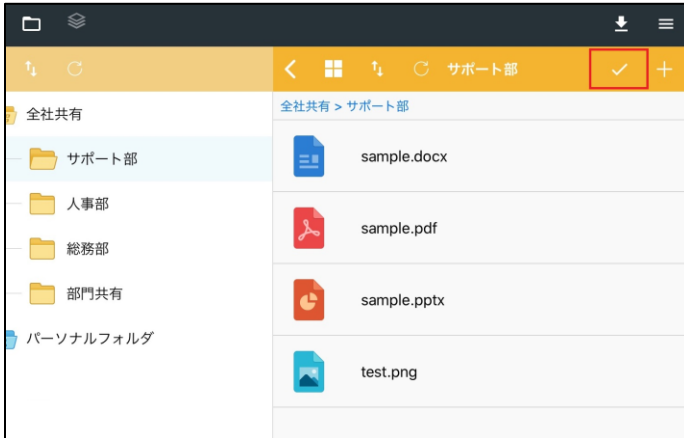 サポート部
全社共有
サポート部
人事部
総務部
部門共有
パーソナルフォルダ
全社共有 > サポート部
sample.docx
sample.pdf
sample.pptx
test.png